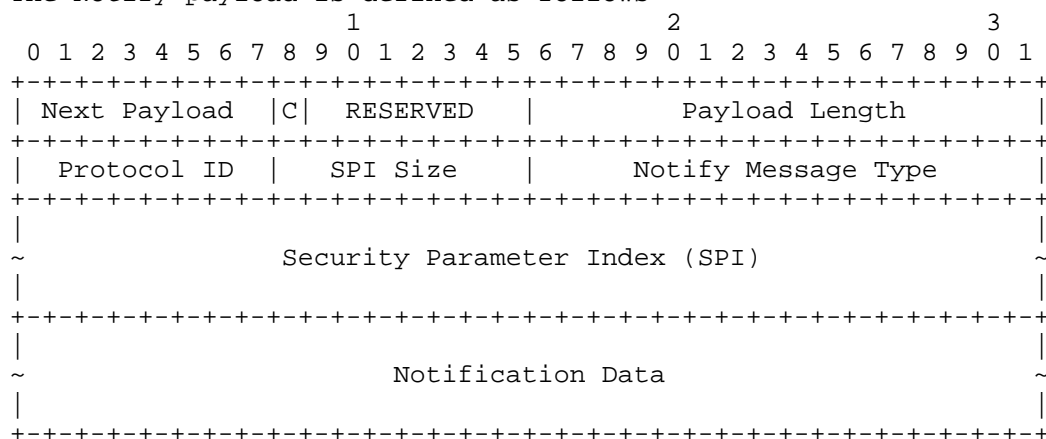 The Notify payload is defined as follows
1 2 3
0 1 2 3 4 5 6 7 8 9 0 1 2 3 4 5 6 7 8 9 0 1 2 3 4 5 6 7 8 9 0 1
+-+-+-+-+-+-+-+-+-+-+-+-+-+-+-+-+-+-+-+-+-+-+-+-+-+-+-+-+-+-+-+-+
| Next Payload |C| RESERVED | Payload Length |
+-+-+-+-+-+-+-+-+-+-+-+-+-+-+-+-+-+-+-+-+-+-+-+-+-+-+-+-+-+-+-+-+
| Protocol ID | SPI Size | Notify Message Type |
+-+-+-+-+-+-+-+-+-+-+-+-+-+-+-+-+-+-+-+-+-+-+-+-+-+-+-+-+-+-+-+-+
| |
~ Security Parameter Index (SPI) ~
| |
+-+-+-+-+-+-+-+-+-+-+-+-+-+-+-+-+-+-+-+-+-+-+-+-+-+-+-+-+-+-+-+-+
| |
~ Notification Data ~
| |
+-+-+-+-+-+-+-+-+-+-+-+-+-+-+-+-+-+-+-+-+-+-+-+-+-+-+-+-+-+-+-+-+